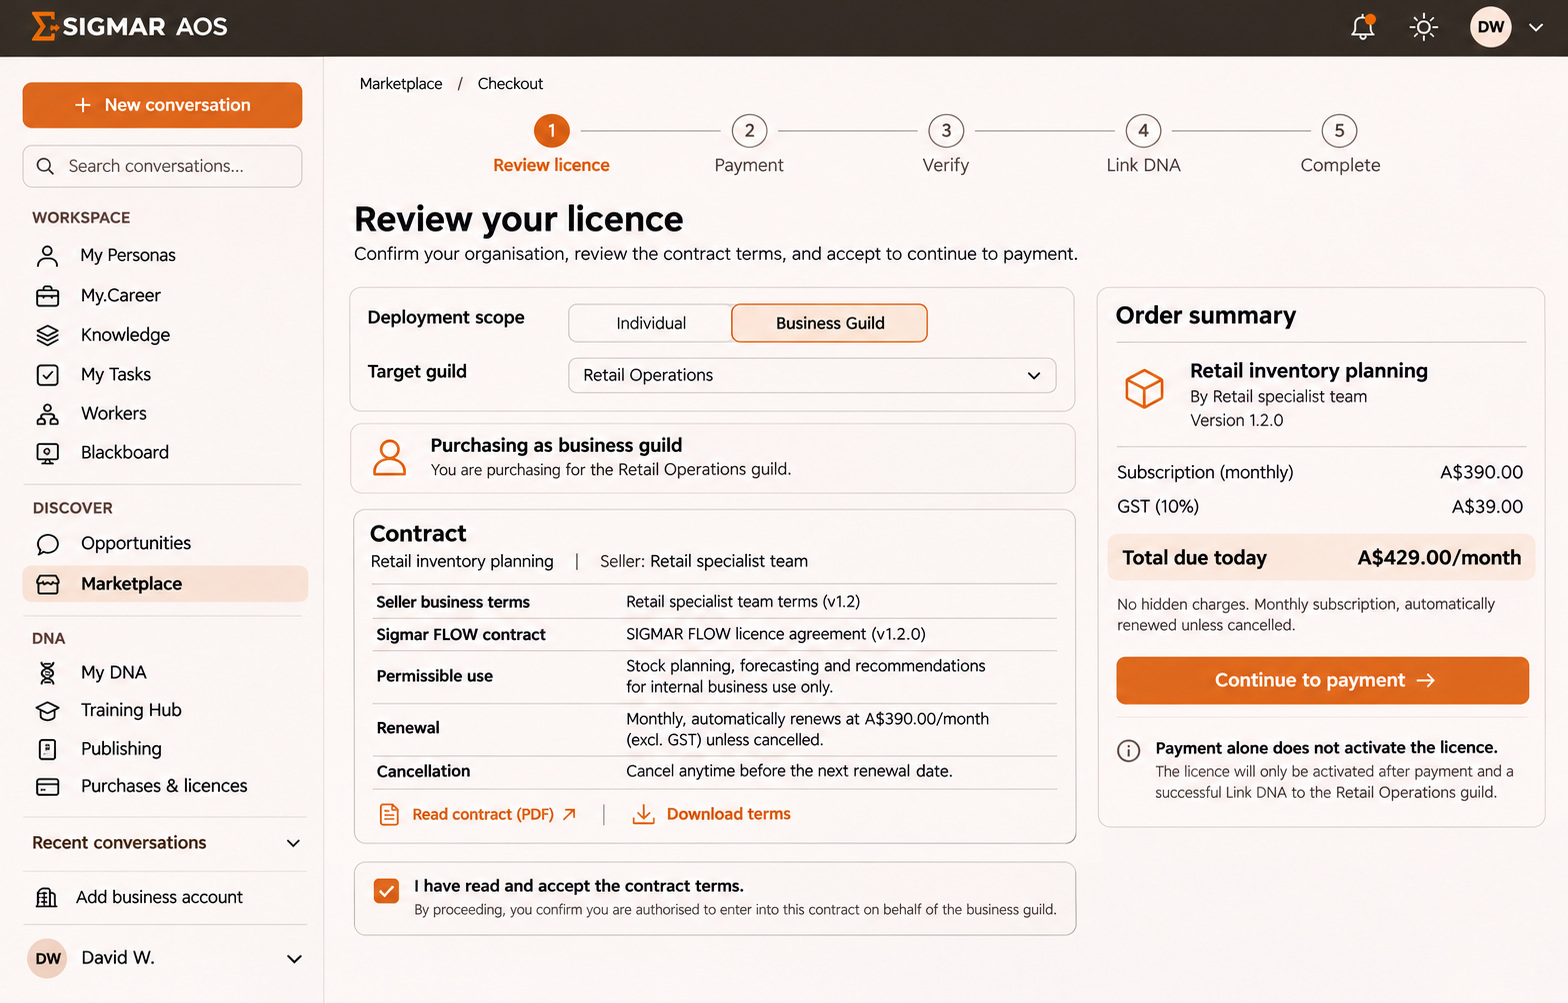 SIGMAR AOS
DW
+ New conversation
Search conversations...
WORKSPACE
My Personas
My.Career
Knowledge
My Tasks
Workers
Blackboard
DISCOVER
Opportunities
Marketplace
DNA
My DNA
Training Hub
Publishing
Purchases & licences
Recent conversations
Add business account
DW David W.
Marketplace / Checkout
1 2 3 4 5
Review licence Payment Verify Link DNA Complete
Review your licence
Confirm your organisation, review the contract terms, and accept to continue to payment.
Deployment scope Individual Business Guild
Target guild Retail Operations
Purchasing as business guild
You are purchasing for the Retail Operations guild.
Contract
Retail inventory planning | Seller: Retail specialist team
Seller business terms Retail specialist team terms (v1.2)
Sigmar FLOW contract SIGMAR FLOW licence agreement (v1.2.0)
Permissible use Stock planning, forecasting and recommendations
for internal business use only.
Renewal Monthly, automatically renews at A$390.00/month
(excl. GST) unless cancelled.
Cancellation Cancel anytime before the next renewal date.
Read contract (PDF) ↗ | Download terms
I have read and accept the contract terms.
By proceeding, you confirm you are authorised to enter into this contract on behalf of the business guild.
Order summary
Retail inventory planning
By Retail specialist team
Version 1.2.0
Subscription (monthly) A$390.00
GST (10%) A$39.00
Total due today A$429.00/month
No hidden charges. Monthly subscription, automatically
renewed unless cancelled.
Continue to payment →
Payment alone does not activate the licence.
The licence will only be activated after payment and a
successful Link DNA to the Retail Operations guild.